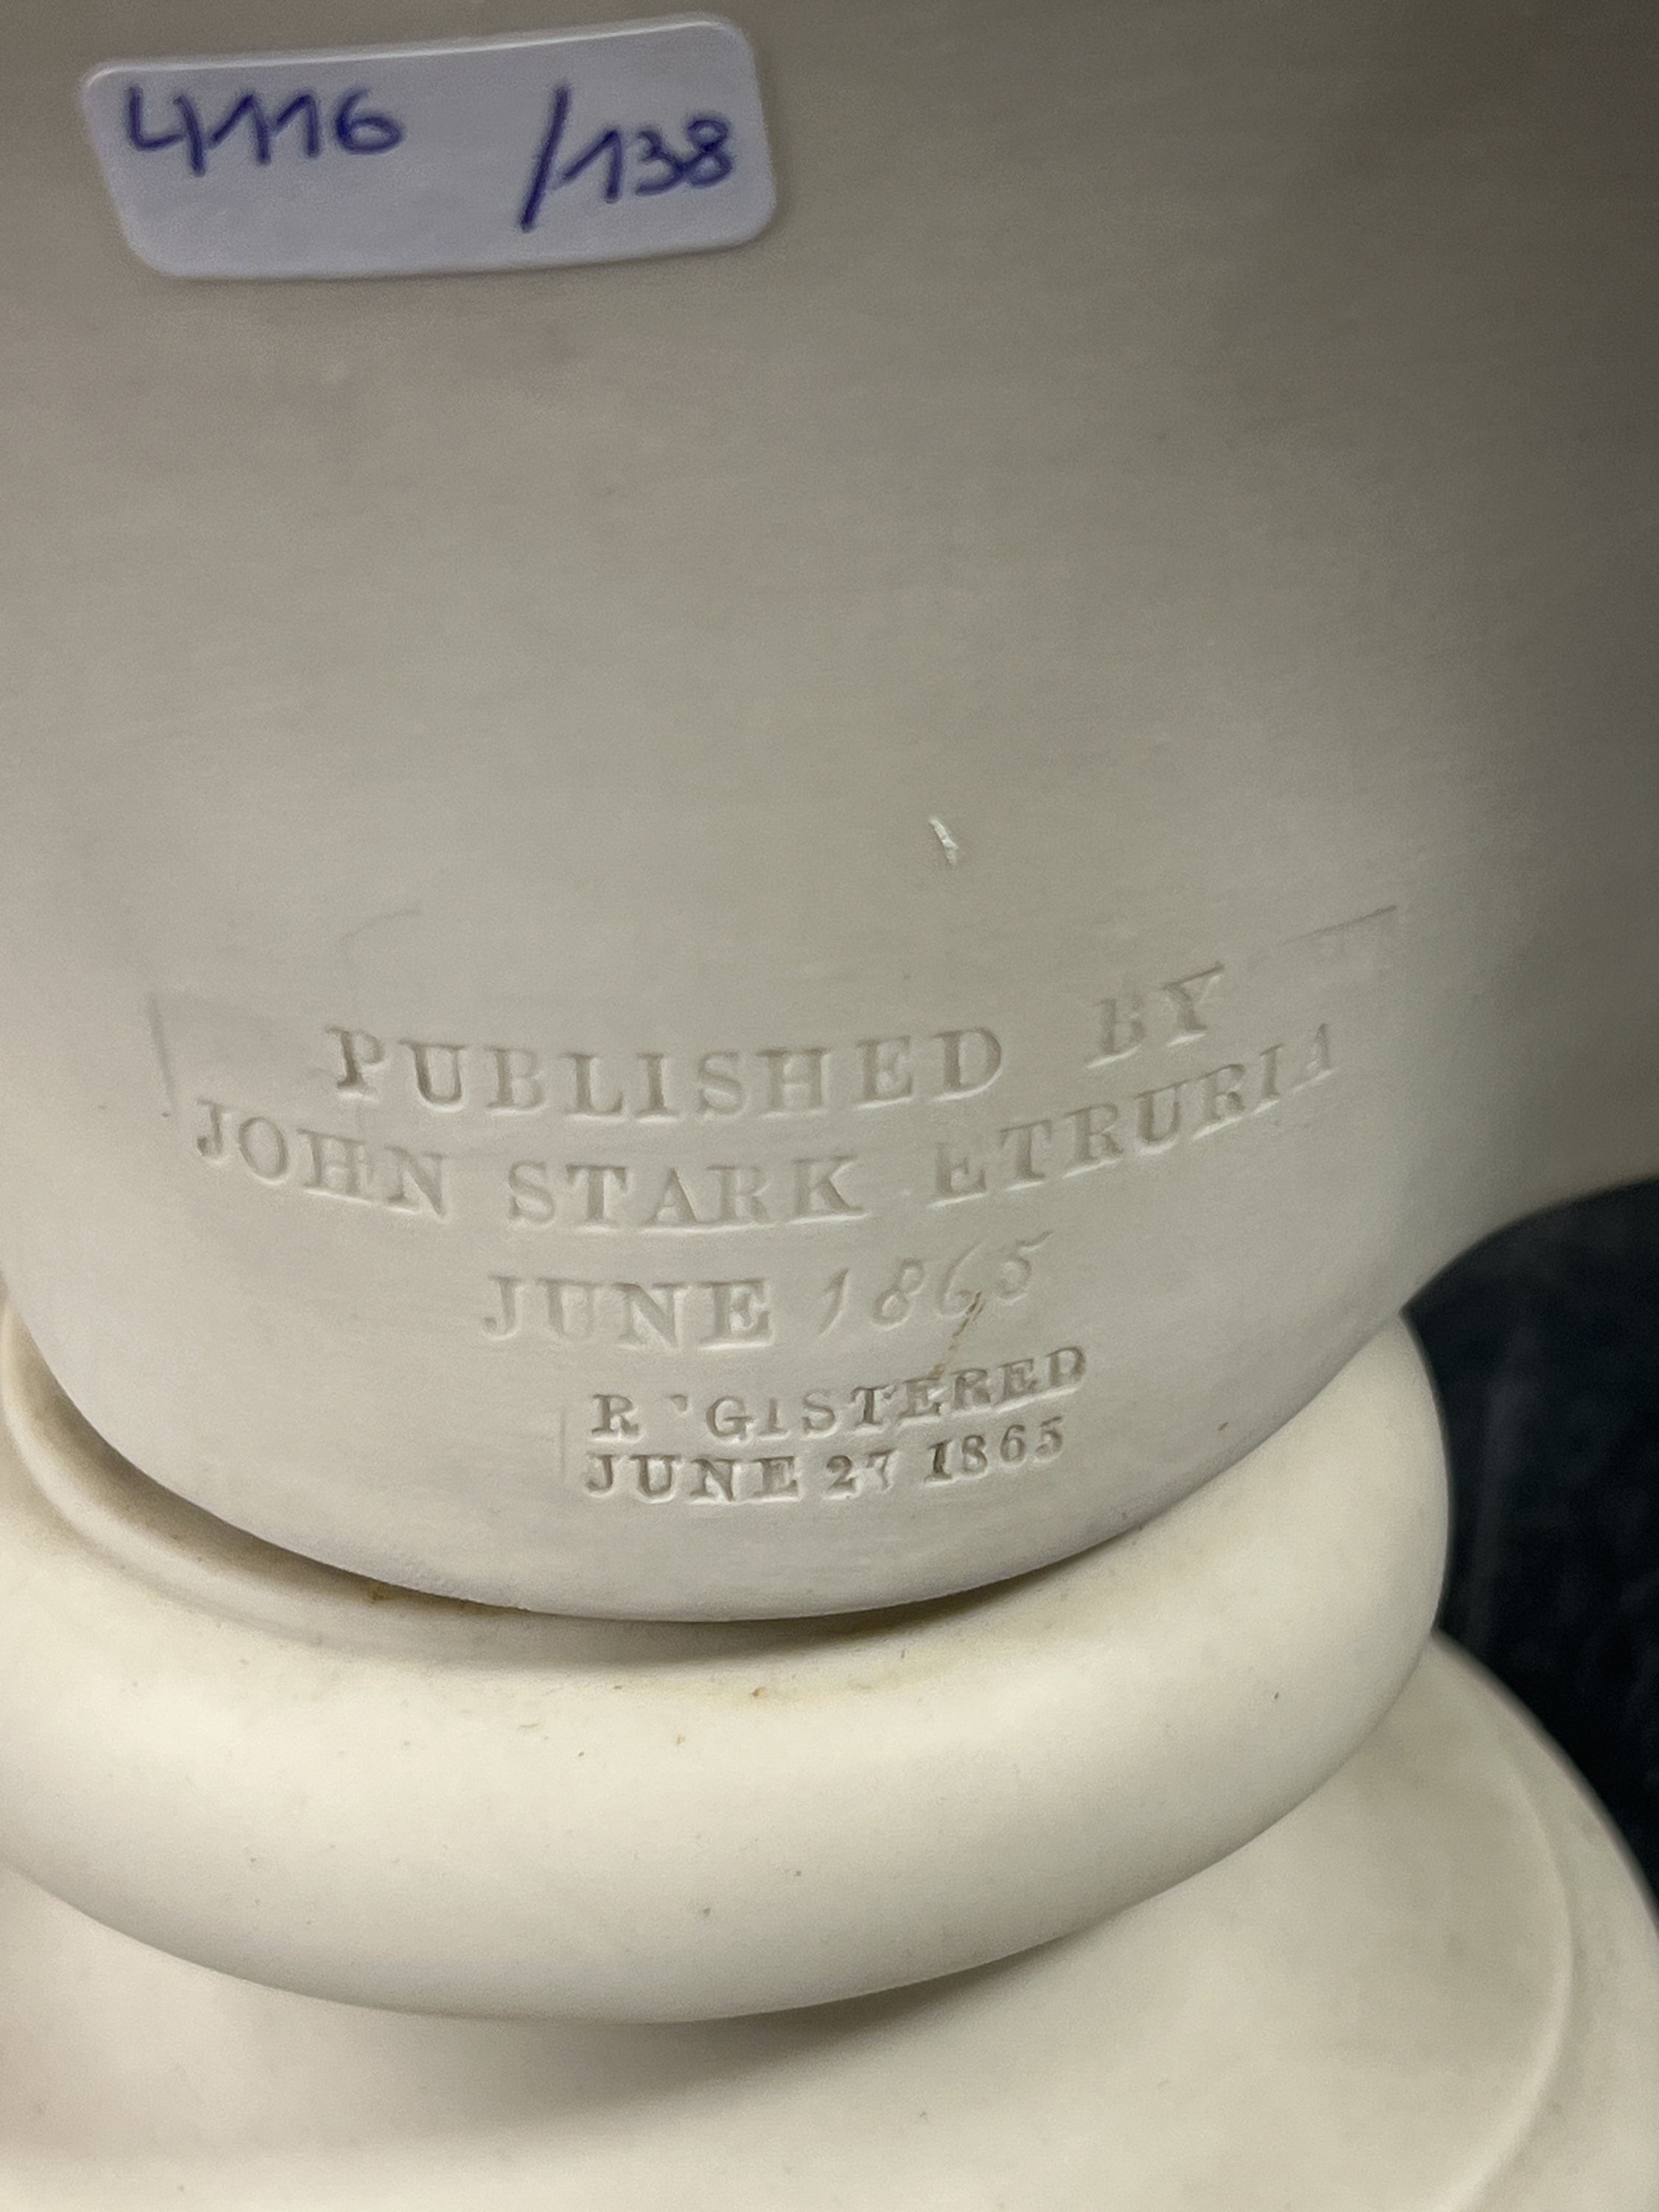 4116 /138
PUBLISHED BY
JOHN STARK ETRURIA
JUNE 1865
R'GISTERED
JUNE 27 1865